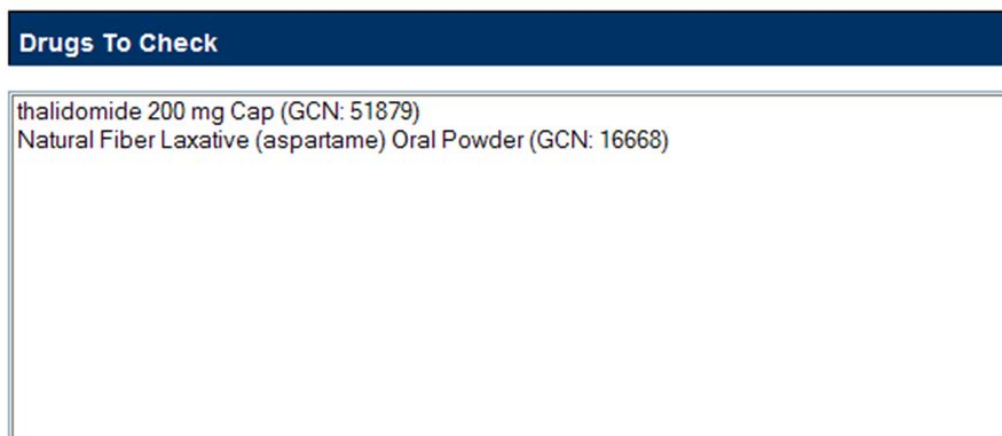 Drugs To Check
thalidomide 200 mg Cap (GCN: 51879)
Natural Fiber Laxative (aspartame) Oral Powder (GCN: 16668)